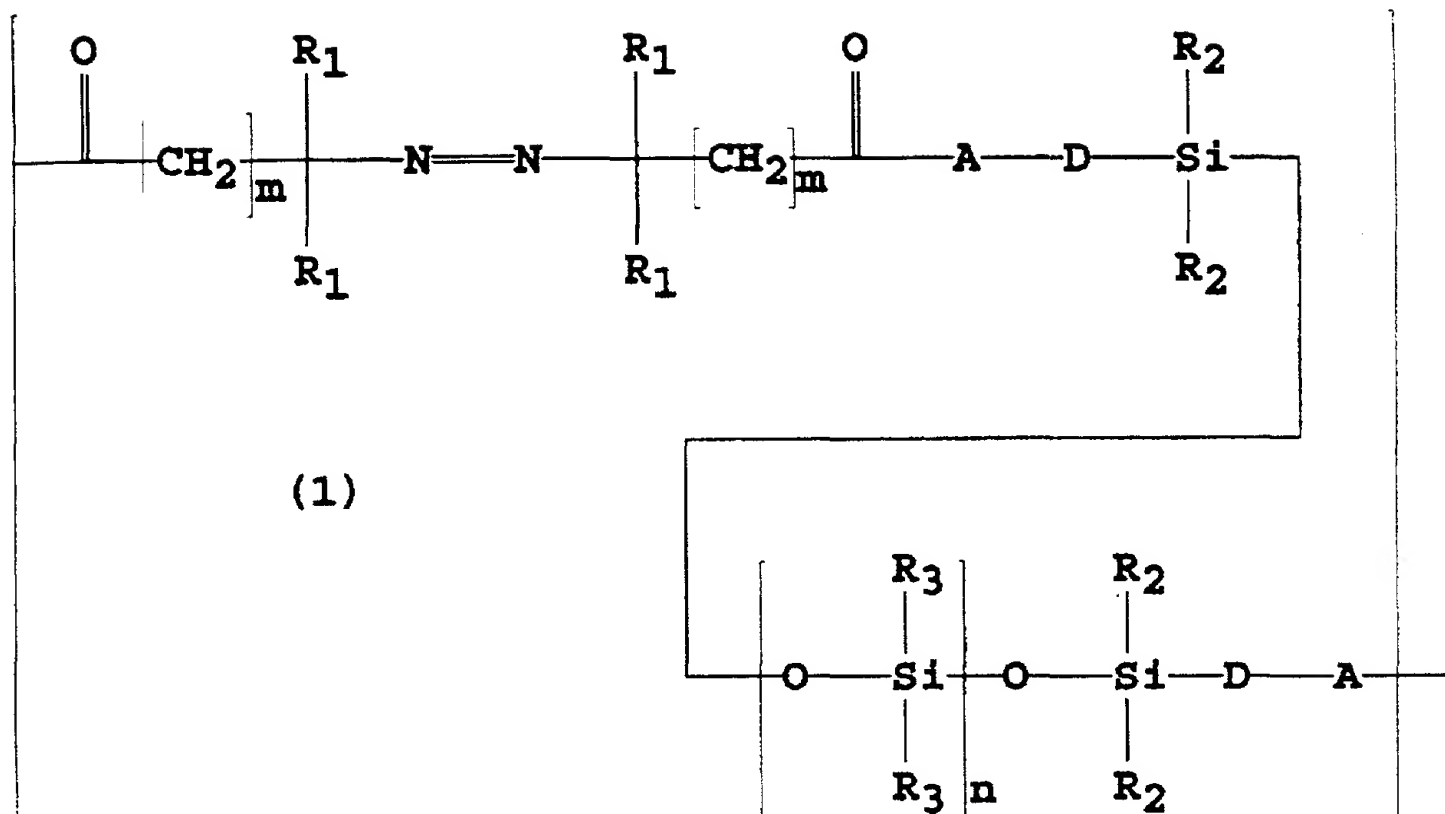 O R₁ R₁ O R₂
CH₂ m N N CH₂ m A D Si
R₁ R₁ R₂
(1)
R₃ R₂
O Si O Si D A
R₃ n R₂